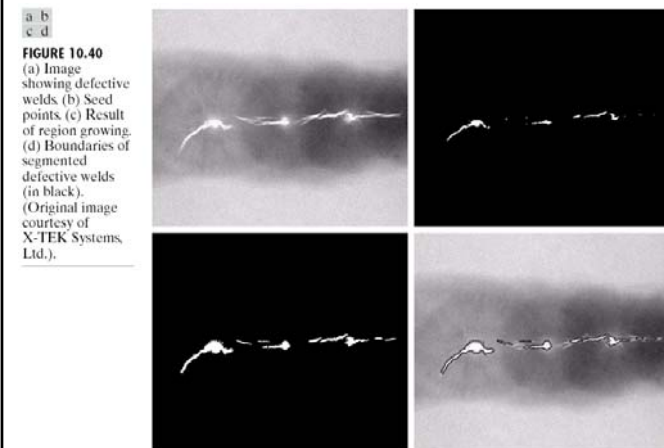 a b
c d
FIGURE 10.40
(a) Image
showing defective
welds. (b) Seed
points. (c) Result
of region growing.
(d) Boundaries of
segmented
defective welds
(in black).
(Original image
courtesy of
X-TEK Systems,
Ltd.).